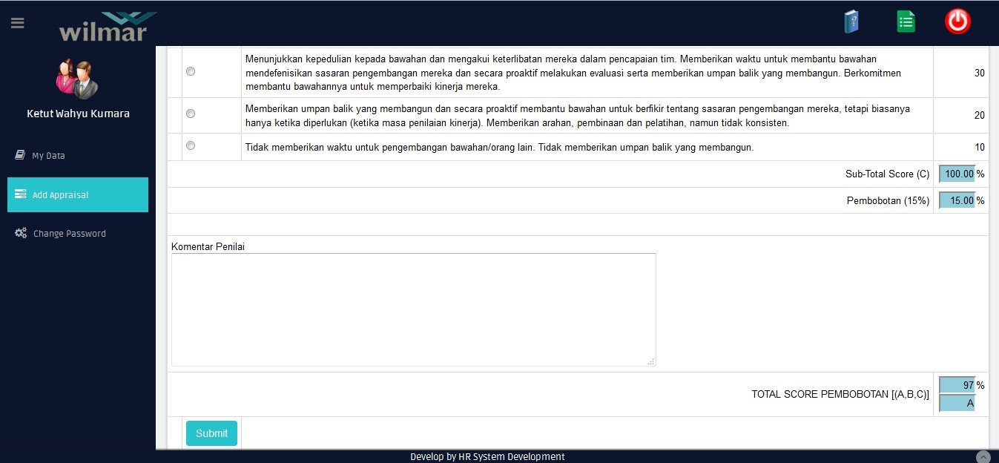 wilmar
Ketut Wahyu Kumara
My Data
Add Appraisal
Change Password
Menunjukkan kepedulian kepada bawahan dan mengakui keterlibatan mereka dalam pencapaian tim. Memberikan waktu untuk membantu bawahan
mendefenisikan sasaran pengembangan mereka dan secara proaktif melakukan evaluasi serta memberikan umpan balik yang membangun. Berkomitmen
membantu bawahannya untuk memperbaiki kinerja mereka.
30
Memberikan umpan balik yang membangun dan secara proaktif membantu bawahan untuk berfikir tentang sasaran pengembangan mereka, tetapi biasanya
hanya ketika diperlukan (ketika masa penilaian kinerja). Memberikan arahan, pembinaan dan pelatihan, namun tidak konsisten.
20
Tidak memberikan waktu untuk pengembangan bawahan/orang lain. Tidak memberikan umpan balik yang membangun.
10
Sub-Total Score (C) 100.00 %
Pembobotan (15%) 15.00 %
Komentar Penilai
TOTAL SCORE PEMBOBOTAN [(A,B,C)] 97 %
A
Submit
Develop by HR System Development